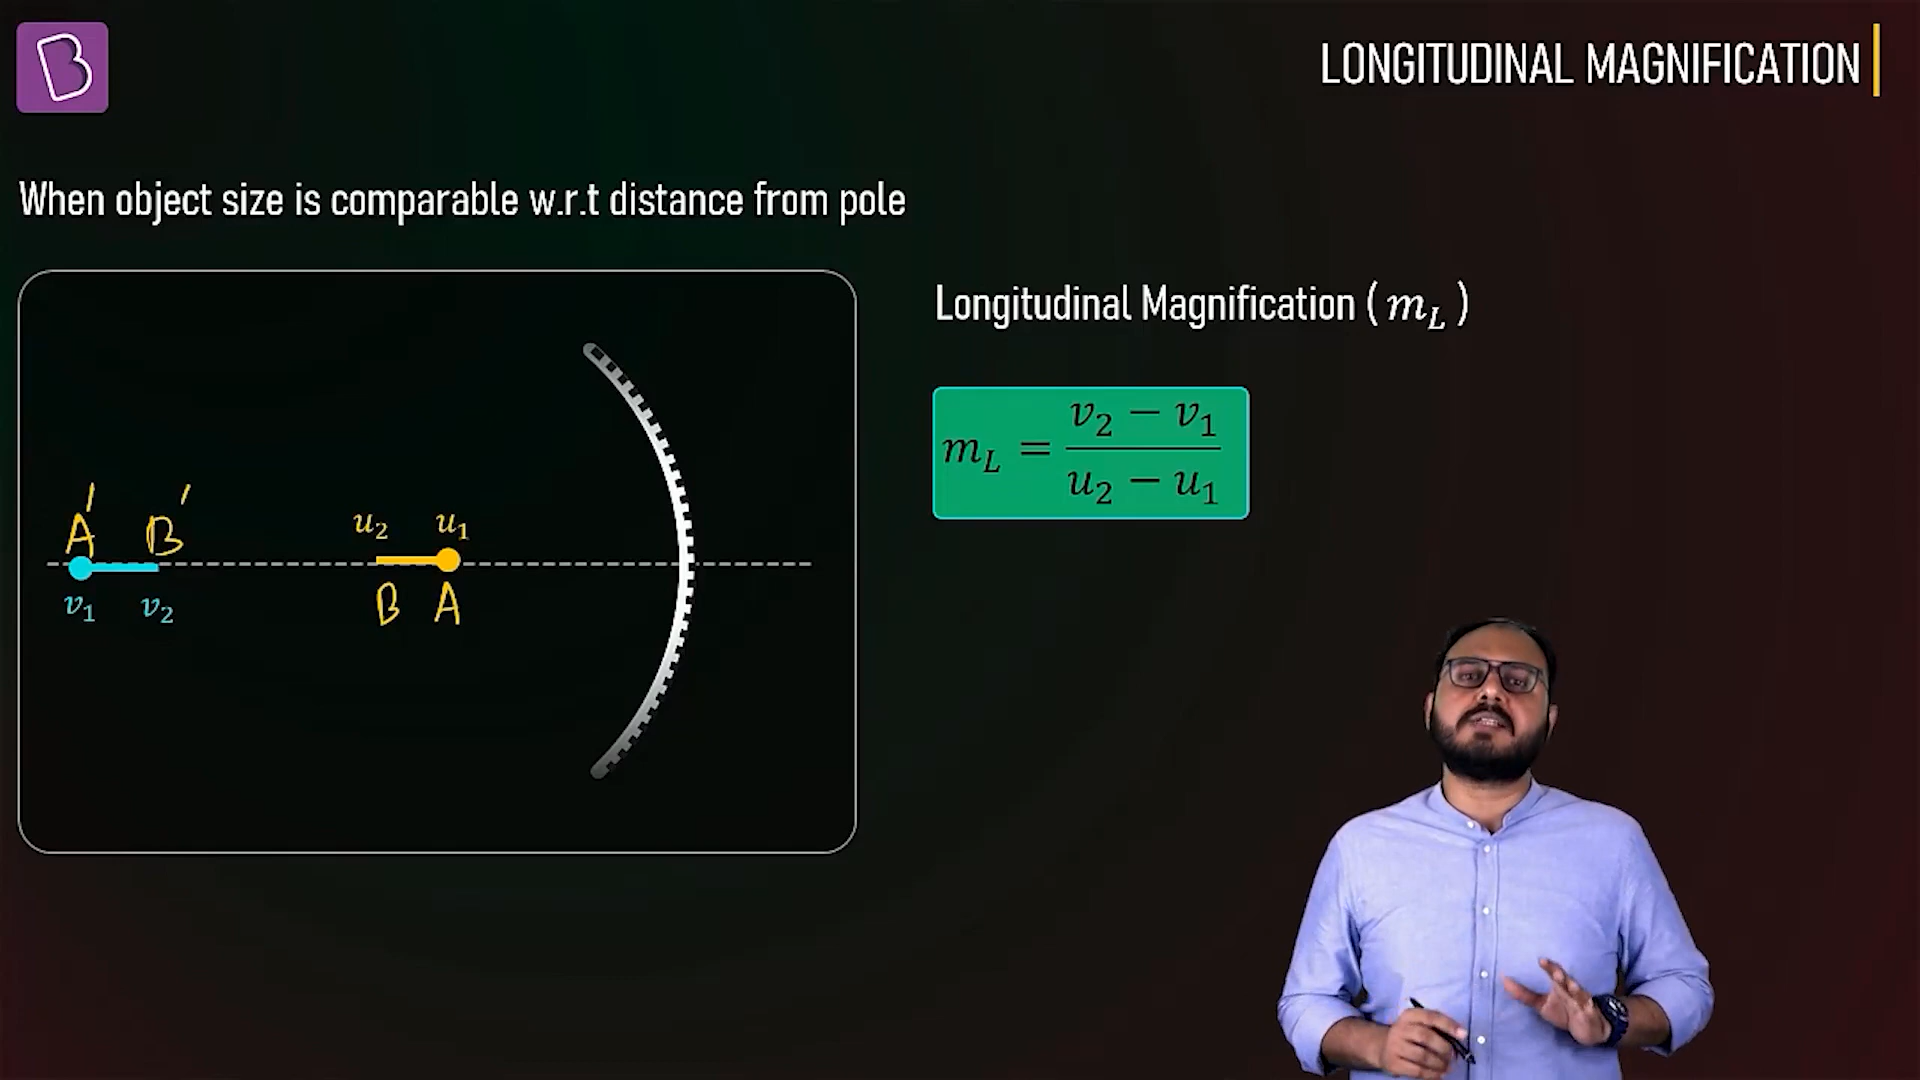 B
LONGITUDINAL MAGNIFICATION
When object size is comparable w.r.t distance from pole
Longitudinal Magnification ( m_L )
m_L = (v_2 − v_1) / (u_2 − u_1)
A' B'
u_2 u_1
v_1 v_2
B A